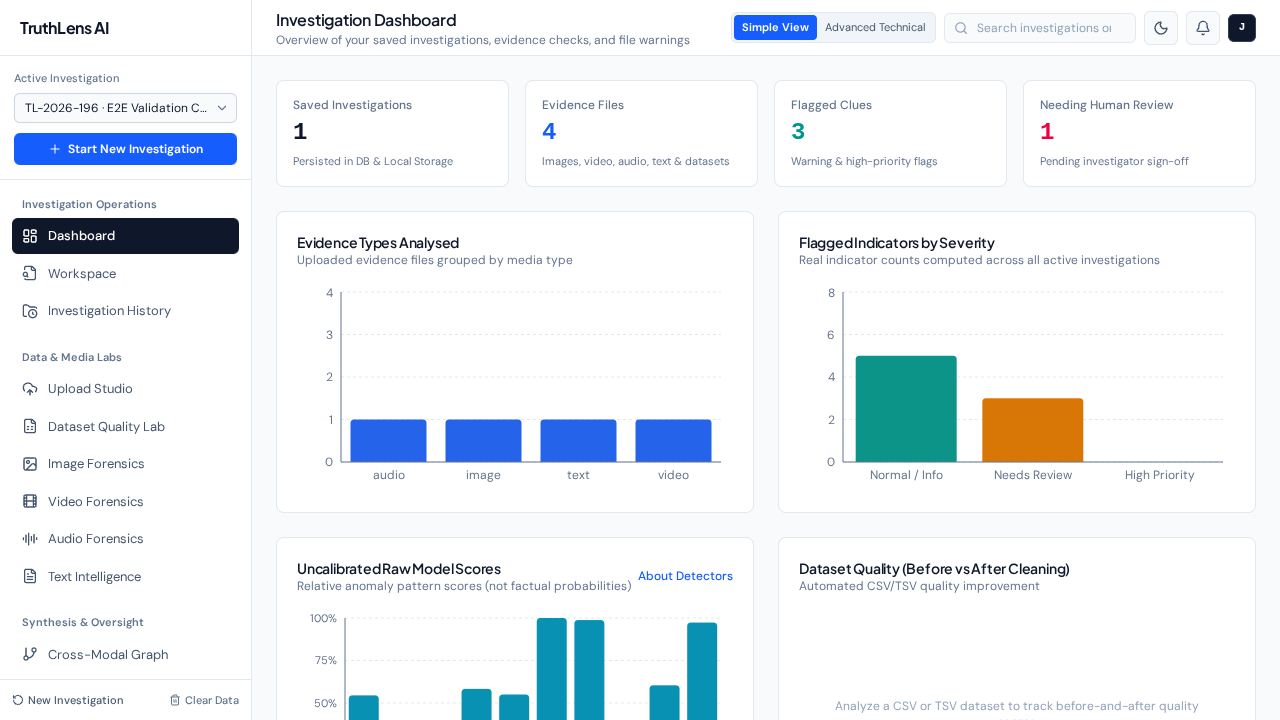 TruthLens AI
Active Investigation
TL-2026-196 · E2E Validation C...
Start New Investigation
Investigation Operations
Dashboard
Workspace
Investigation History
Data & Media Labs
Upload Studio
Dataset Quality Lab
Image Forensics
Video Forensics
Audio Forensics
Text Intelligence
Synthesis & Oversight
Cross-Modal Graph
New Investigation
Clear Data
Investigation Dashboard
Overview of your saved investigations, evidence checks, and file warnings
Simple View
Advanced Technical
Search investigations or
J
Saved Investigations
1
Persisted in DB & Local Storage
Evidence Files
4
Images, video, audio, text & datasets
Flagged Clues
3
Warning & high-priority flags
Needing Human Review
1
Pending investigator sign-off
Evidence Types Analysed
Uploaded evidence files grouped by media type
4
3
2
1
0
audio image text video
Flagged Indicators by Severity
Real indicator counts computed across all active investigations
8
6
4
2
0
Normal / Info Needs Review High Priority
Uncalibrated Raw Model Scores
Relative anomaly pattern scores (not factual probabilities)
About Detectors
100%
75%
50%
Dataset Quality (Before vs After Cleaning)
Automated CSV/TSV quality improvement
Analyze a CSV or TSV dataset to track before-and-after quality